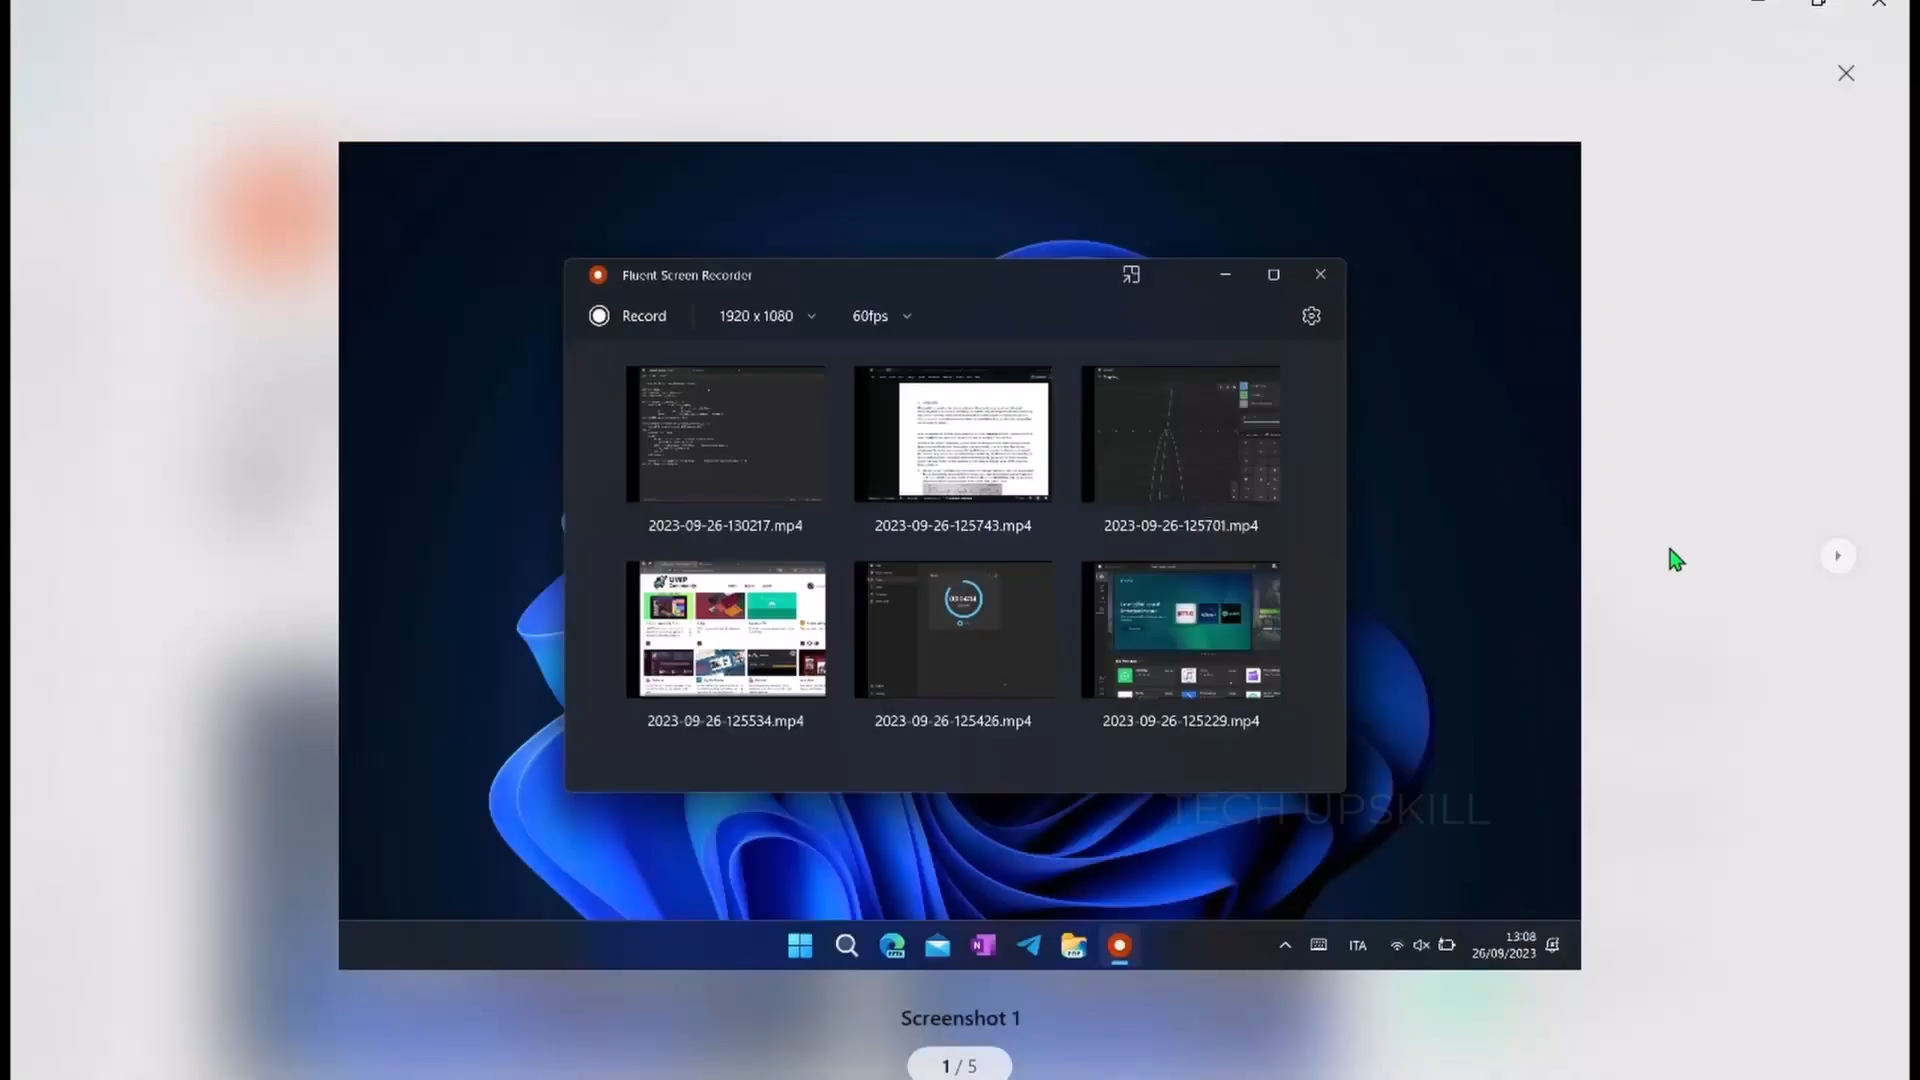 Fluent Screen Recorder
Record 1920 x 1080 60fps
2023-09-26-130217.mp4 2023-09-26-125743.mp4 2023-09-26-125701.mp4
UWP
2023-09-26-125534.mp4 2023-09-26-125426.mp4 2023-09-26-125229.mp4
TECH UPSKILL
ITA
13:08
26/09/2023
Screenshot 1
1 / 5